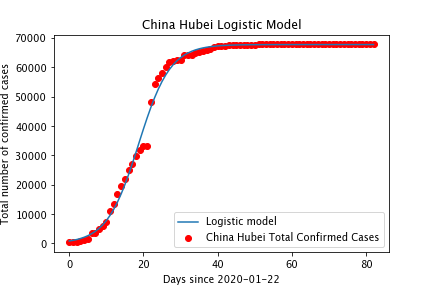 China Hubei Logistic Model
Total number of confirmed cases
70000
60000
50000
40000
30000
20000
10000
0
Logistic model
China Hubei Total Confirmed Cases
0 20 40 60 80
Days since 2020-01-22